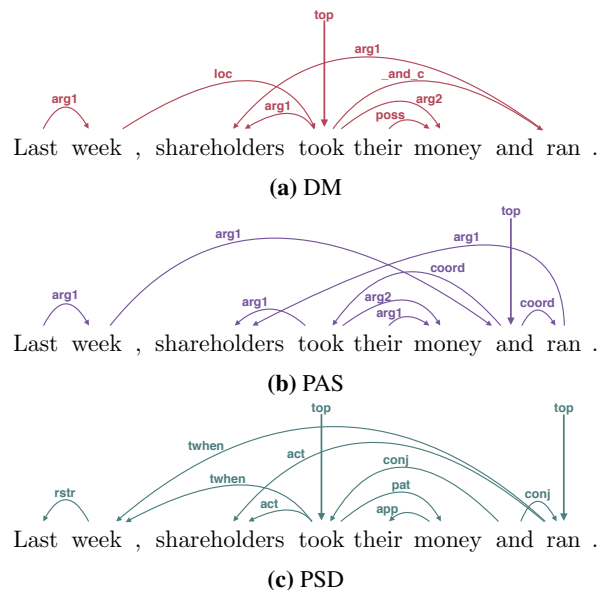 top
arg1
loc
_and_c
arg1
arg1
arg2
poss
Last week , shareholders took their money and ran .
(a) DM
top
arg1
arg1
coord
arg1
arg1
arg2
coord
arg1
Last week , shareholders took their money and ran .
(b) PAS
top
top
twhen
act
conj
twhen
pat
rstr
conj
act
app
Last week , shareholders took their money and ran .
(c) PSD